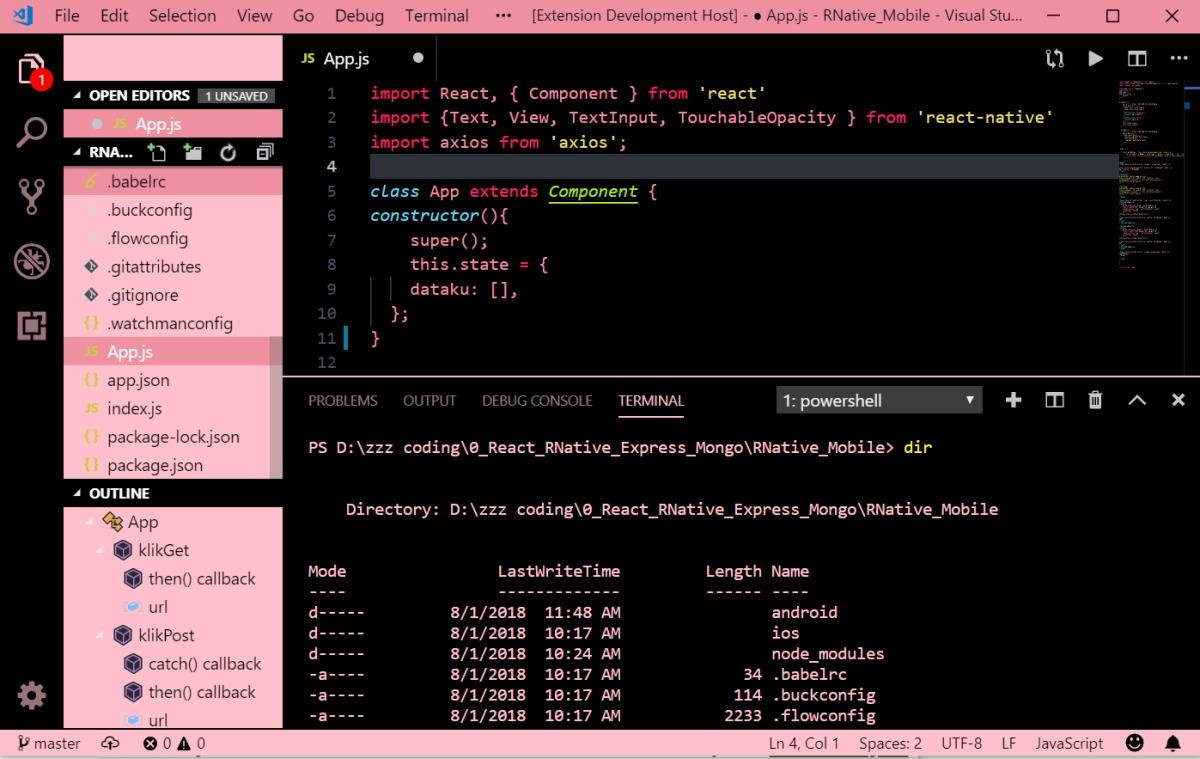 File Edit Selection View Go Debug Terminal ••• [Extension Development Host] - ● App.js - RNative_Mobile - Visual Stu...
1
OPEN EDITORS 1 UNSAVED
JS App.js
RNA...
.babelrc
.buckconfig
.flowconfig
.gitattributes
.gitignore
{} .watchmanconfig
JS App.js
{} app.json
JS index.js
{} package-lock.json
{} package.json
OUTLINE
App
klikGet
then() callback
url
klikPost
catch() callback
then() callback
url
JS App.js
1 import React, { Component } from 'react'
2 import {Text, View, TextInput, TouchableOpacity } from 'react-native'
3 import axios from 'axios';
4
5 class App extends Component {
6 constructor(){
7 super();
8 this.state = {
9 dataku: [],
10 };
11 }
12
PROBLEMS OUTPUT DEBUG CONSOLE TERMINAL 1: powershell
PS D:\zzz coding\0_React_RNative_Express_Mongo\RNative_Mobile> dir
Directory: D:\zzz coding\0_React_RNative_Express_Mongo\RNative_Mobile
Mode LastWriteTime Length Name
---- ------------- ------ ----
d----- 8/1/2018 11:48 AM android
d----- 8/1/2018 10:17 AM ios
d----- 8/1/2018 10:24 AM node_modules
-a---- 8/1/2018 10:17 AM 34 .babelrc
-a---- 8/1/2018 10:17 AM 114 .buckconfig
-a---- 8/1/2018 10:17 AM 2233 .flowconfig
master 0 0 Ln 4, Col 1 Spaces: 2 UTF-8 LF JavaScript